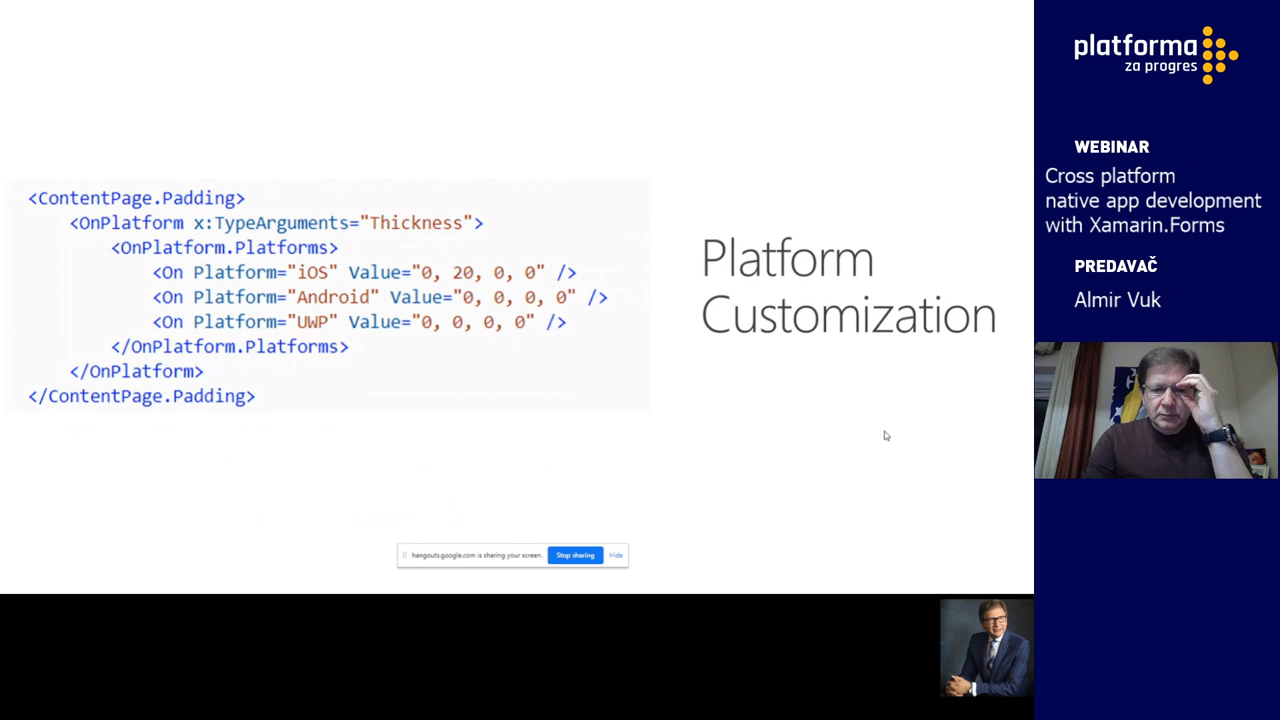 <ContentPage.Padding>
<OnPlatform x:TypeArguments="Thickness">
<OnPlatform.Platforms>
<On Platform="iOS" Value="0, 20, 0, 0" />
<On Platform="Android" Value="0, 0, 0, 0" />
<On Platform="UWP" Value="0, 0, 0, 0" />
</OnPlatform.Platforms>
</OnPlatform>
</ContentPage.Padding>
Platform
Customization
hangouts.google.com is sharing your screen.
Stop sharing
Hide
platforma
za progres
WEBINAR
Cross platform
native app development
with Xamarin.Forms
PREDAVAČ
Almir Vuk